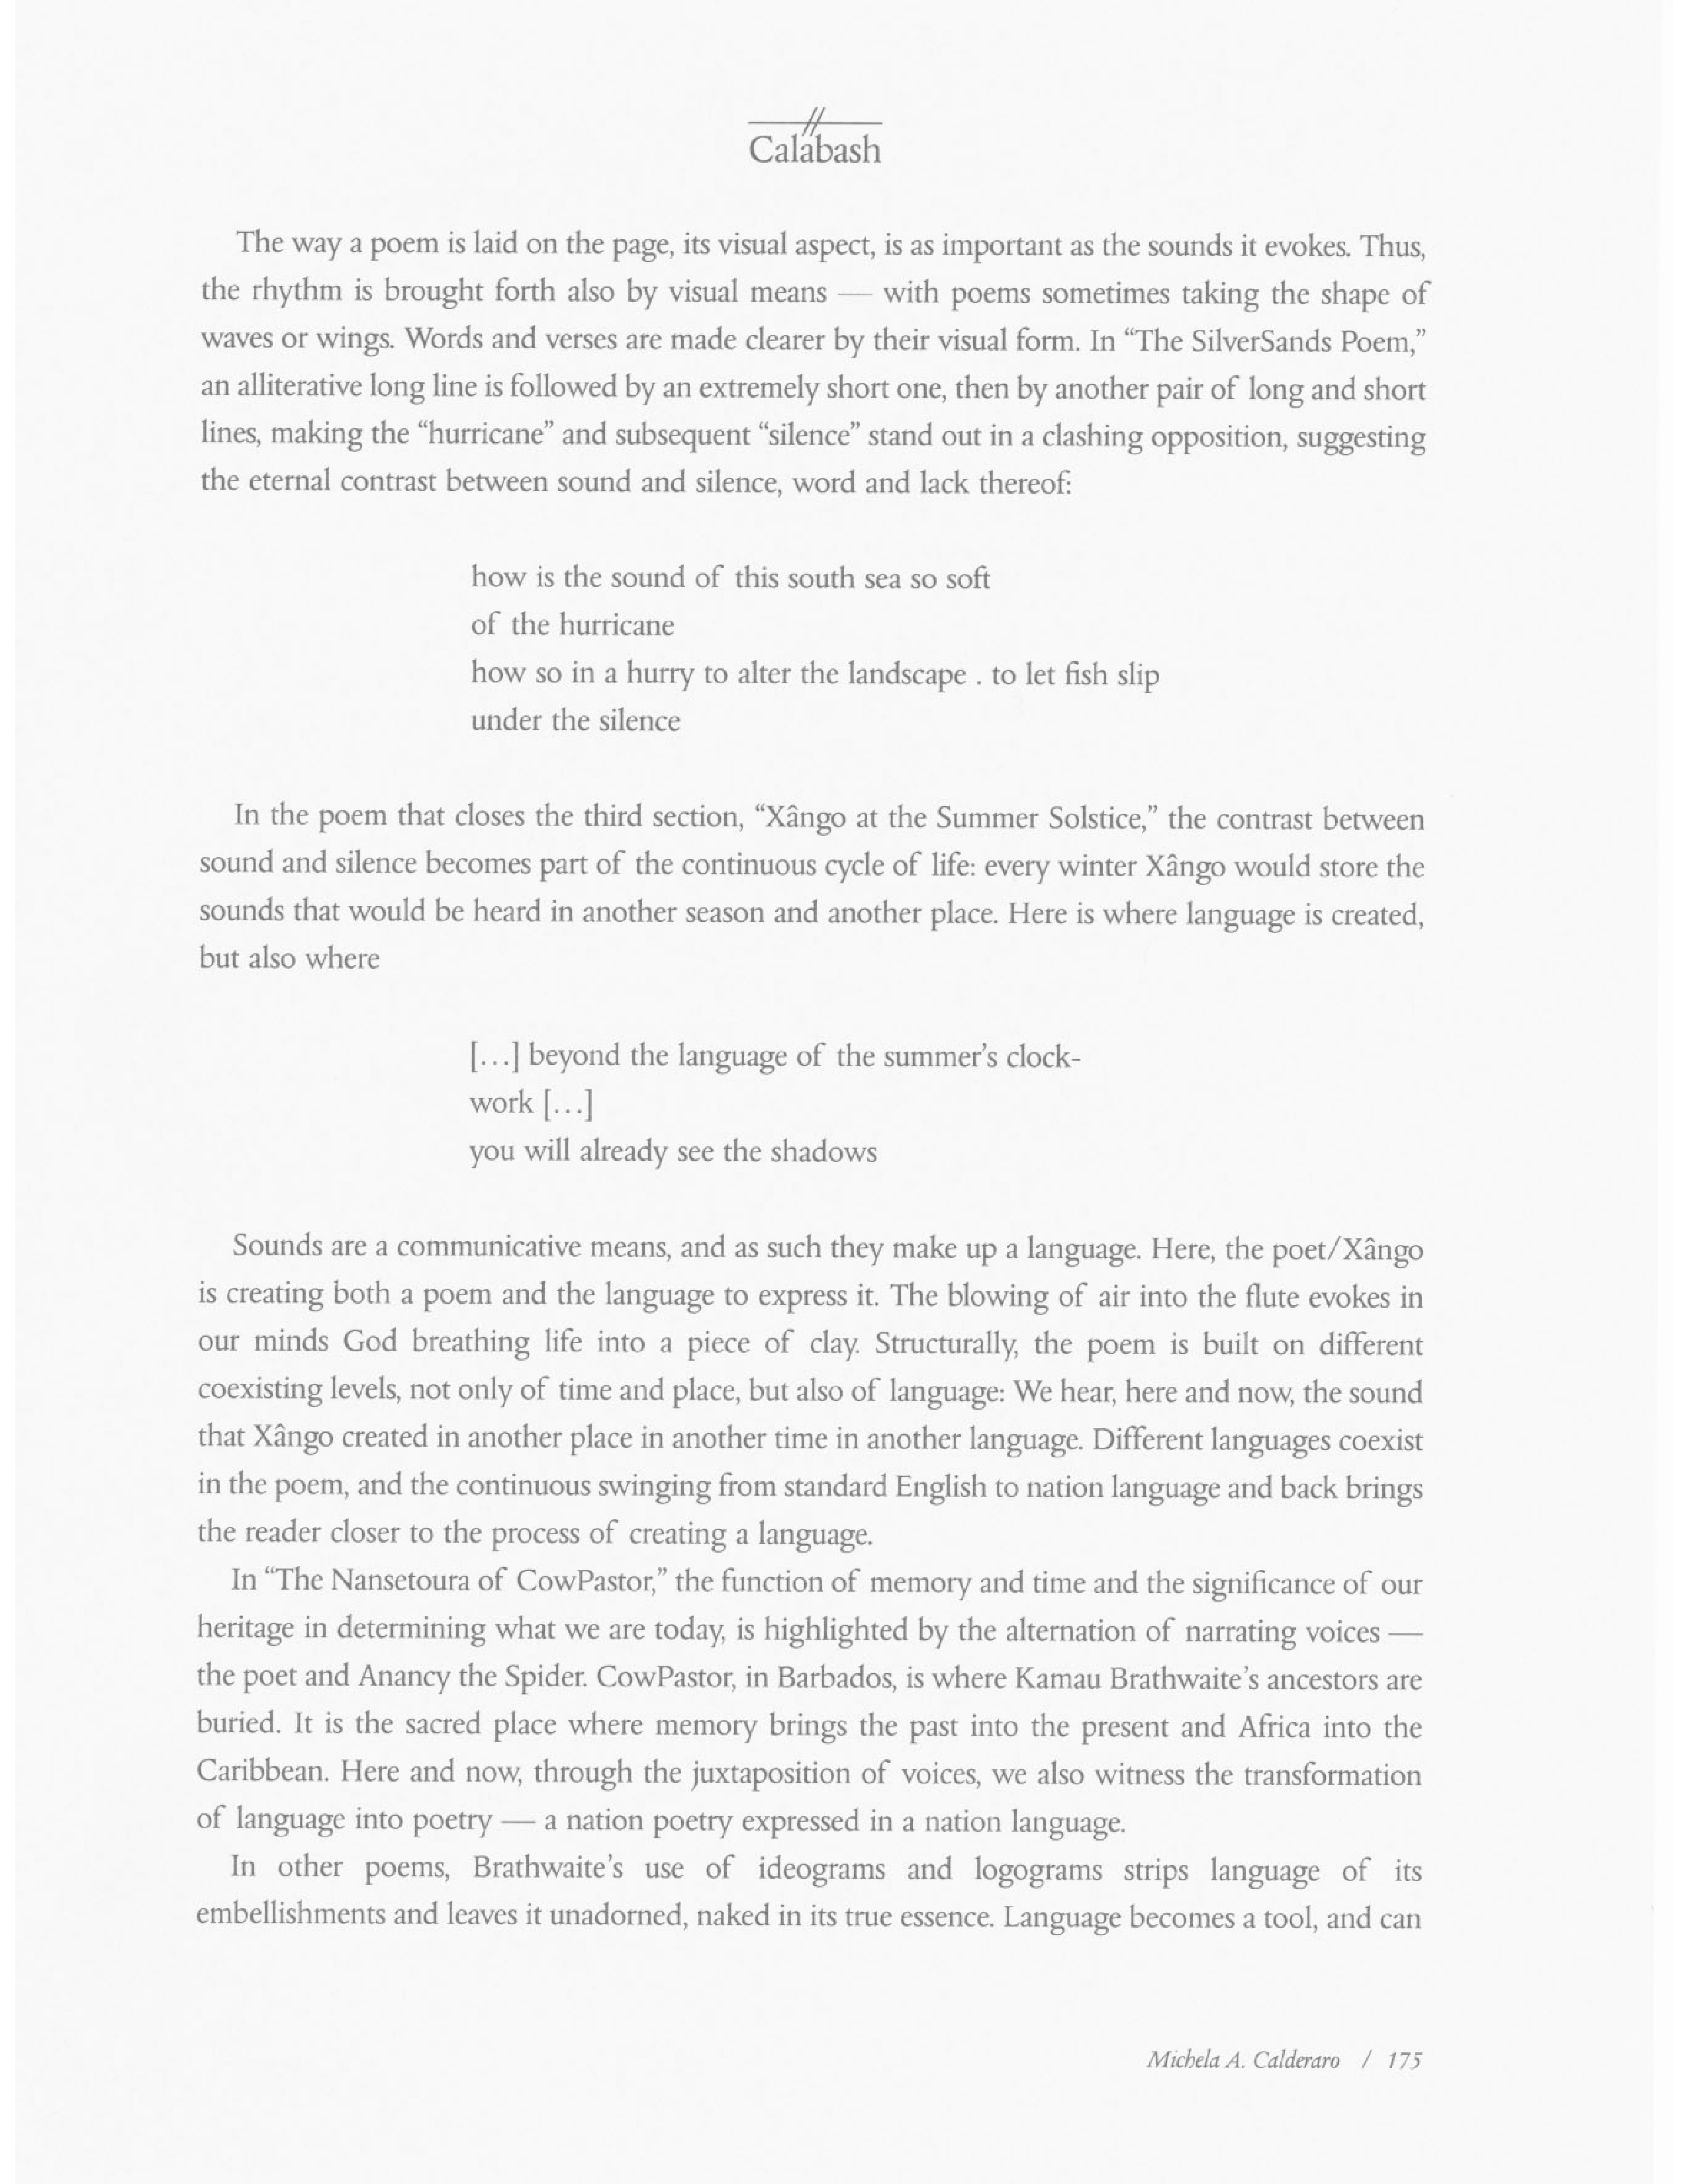 Calabash
The way a poem is laid on the page, its visual aspect, is as important as the sounds it evokes. Thus,
the rhythm is brought forth also by visual means — with poems sometimes taking the shape of
waves or wings. Words and verses are made clearer by their visual form. In “The SilverSands Poem,”
an alliterative long line is followed by an extremely short one, then by another pair of long and short
lines, making the “hurricane” and subsequent “silence” stand out in a clashing opposition, suggesting
the eternal contrast between sound and silence, word and lack thereof:
how is the sound of this south sea so soft
of the hurricane
how so in a hurry to alter the landscape . to let fish slip
under the silence
In the poem that closes the third section, “Xângo at the Summer Solstice,” the contrast between
sound and silence becomes part of the continuous cycle of life: every winter Xângo would store the
sounds that would be heard in another season and another place. Here is where language is created,
but also where
[…] beyond the language of the summer’s clock-
work […]
you will already see the shadows
Sounds are a communicative means, and as such they make up a language. Here, the poet/Xângo
is creating both a poem and the language to express it. The blowing of air into the flute evokes in
our minds God breathing life into a piece of clay. Structurally, the poem is built on different
coexisting levels, not only of time and place, but also of language: We hear, here and now, the sound
that Xângo created in another place in another time in another language. Different languages coexist
in the poem, and the continuous swinging from standard English to nation language and back brings
the reader closer to the process of creating a language.
In “The Nansetoura of CowPastor,” the function of memory and time and the significance of our
heritage in determining what we are today, is highlighted by the alternation of narrating voices —
the poet and Anancy the Spider. CowPastor, in Barbados, is where Kamau Brathwaite’s ancestors are
buried. It is the sacred place where memory brings the past into the present and Africa into the
Caribbean. Here and now, through the juxtaposition of voices, we also witness the transformation
of language into poetry — a nation poetry expressed in a nation language.
In other poems, Brathwaite’s use of ideograms and logograms strips language of its
embellishments and leaves it unadorned, naked in its true essence. Language becomes a tool, and can
Michela A. Calderaro / 175